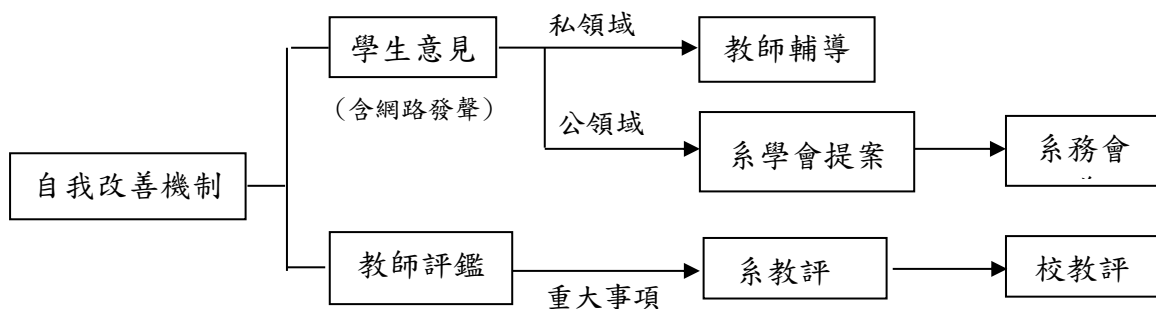 私領域
學生意見
教師輔導
（含網路發聲）
公領域
系學會提案
系務會
自我改善機制
教師評鑑
系教評
校教評
重大事項